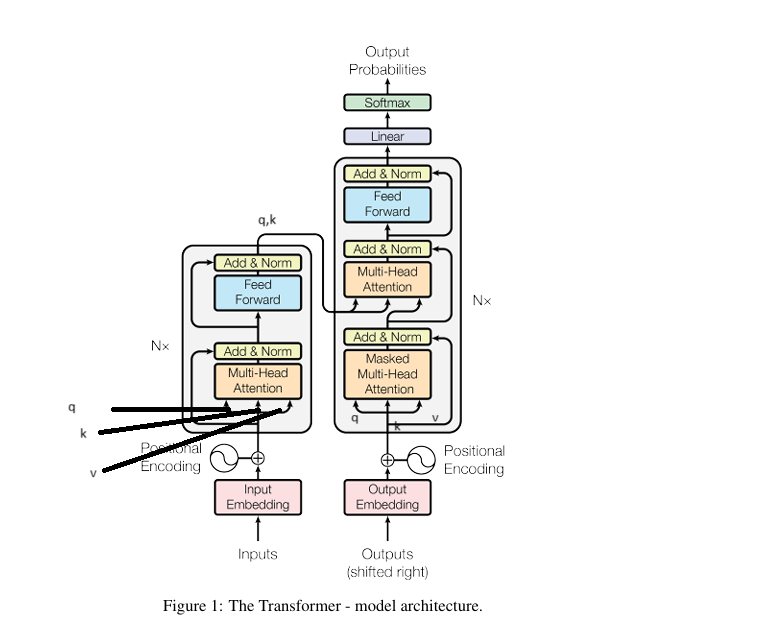 Output
Probabilities
Softmax
Linear
Add & Norm
Feed
Forward
Add & Norm
Multi-Head
Attention
Add & Norm
Masked
Multi-Head
Attention
q
k
v
Nx
q,k
Add & Norm
Feed
Forward
Add & Norm
Multi-Head
Attention
Nx
q
k
v
Positional
Encoding
Positional
Encoding
Input
Embedding
Output
Embedding
Inputs
Outputs
(shifted right)
Figure 1: The Transformer - model architecture.